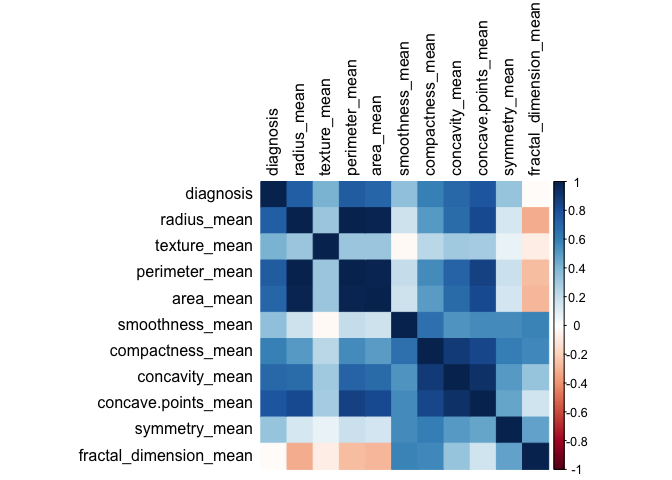 diagnosis
radius_mean
texture_mean
perimeter_mean
area_mean
smoothness_mean
compactness_mean
concavity_mean
concave.points_mean
symmetry_mean
fractal_dimension_mean
diagnosis
radius_mean
texture_mean
perimeter_mean
area_mean
smoothness_mean
compactness_mean
concavity_mean
concave.points_mean
symmetry_mean
fractal_dimension_mean
1
0.8
0.6
0.4
0.2
0
-0.2
-0.4
-0.6
-0.8
-1